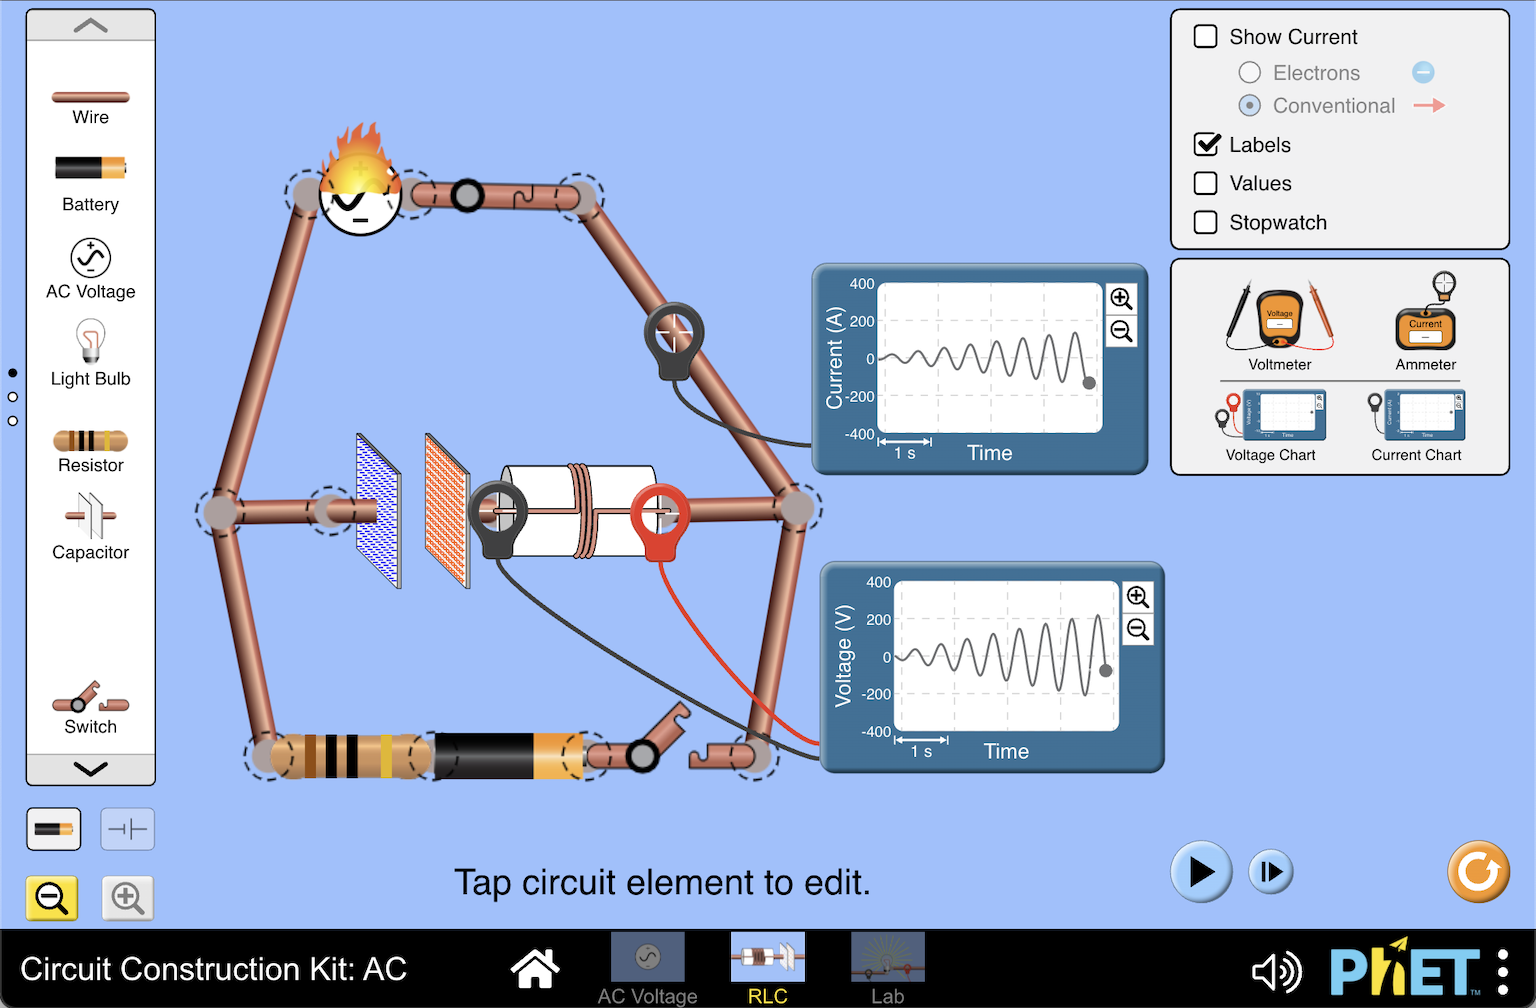 Wire
Battery
AC Voltage
Light Bulb
Resistor
Capacitor
Switch
400
200
0
-200
-400
Current (A)
1 s
Time
400
200
0
-200
-400
Voltage (V)
1 s
Time
Show Current
Electrons
Conventional
Labels
Values
Stopwatch
Voltage
Current
Voltmeter
Ammeter
Voltage Chart
Current Chart
Tap circuit element to edit.
Circuit Construction Kit: AC
AC Voltage
RLC
Lab
PhET